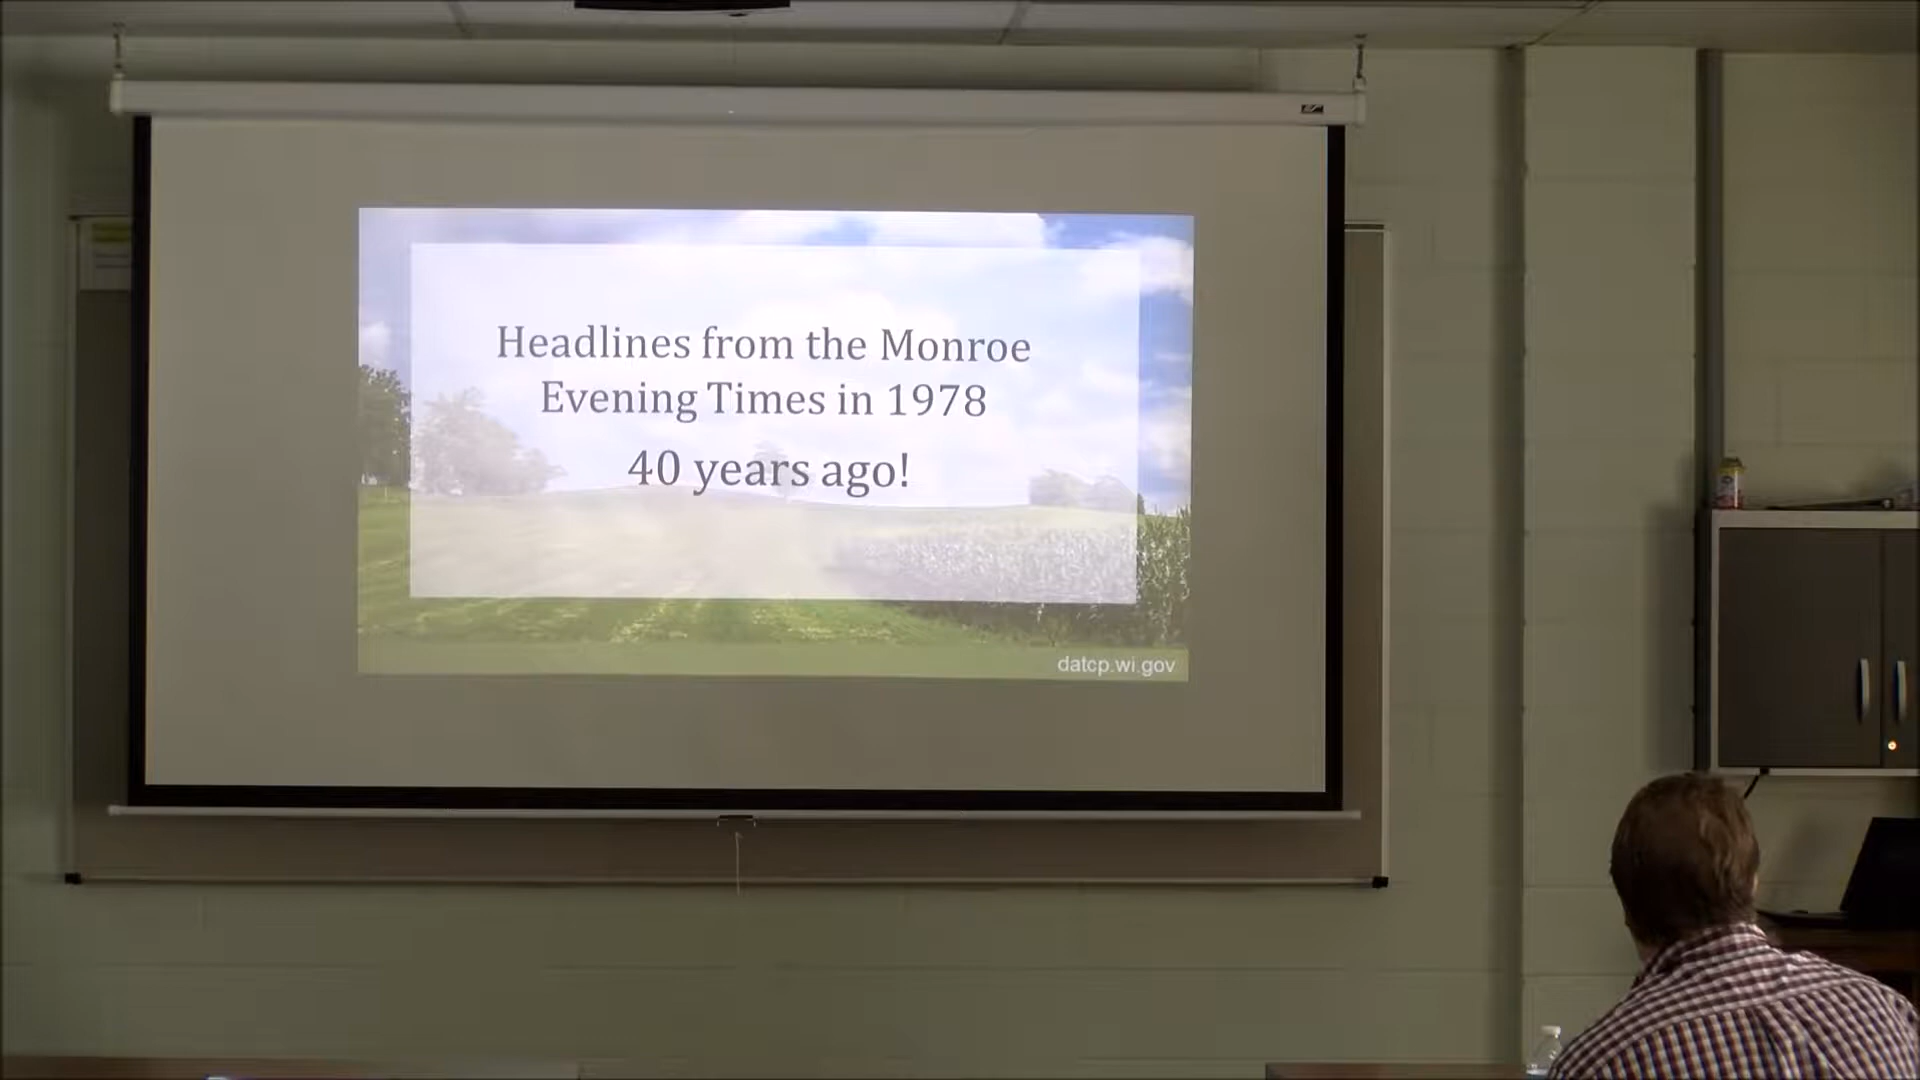 Headlines from the Monroe
Evening Times in 1978
40 years ago!
datcp.wi.gov